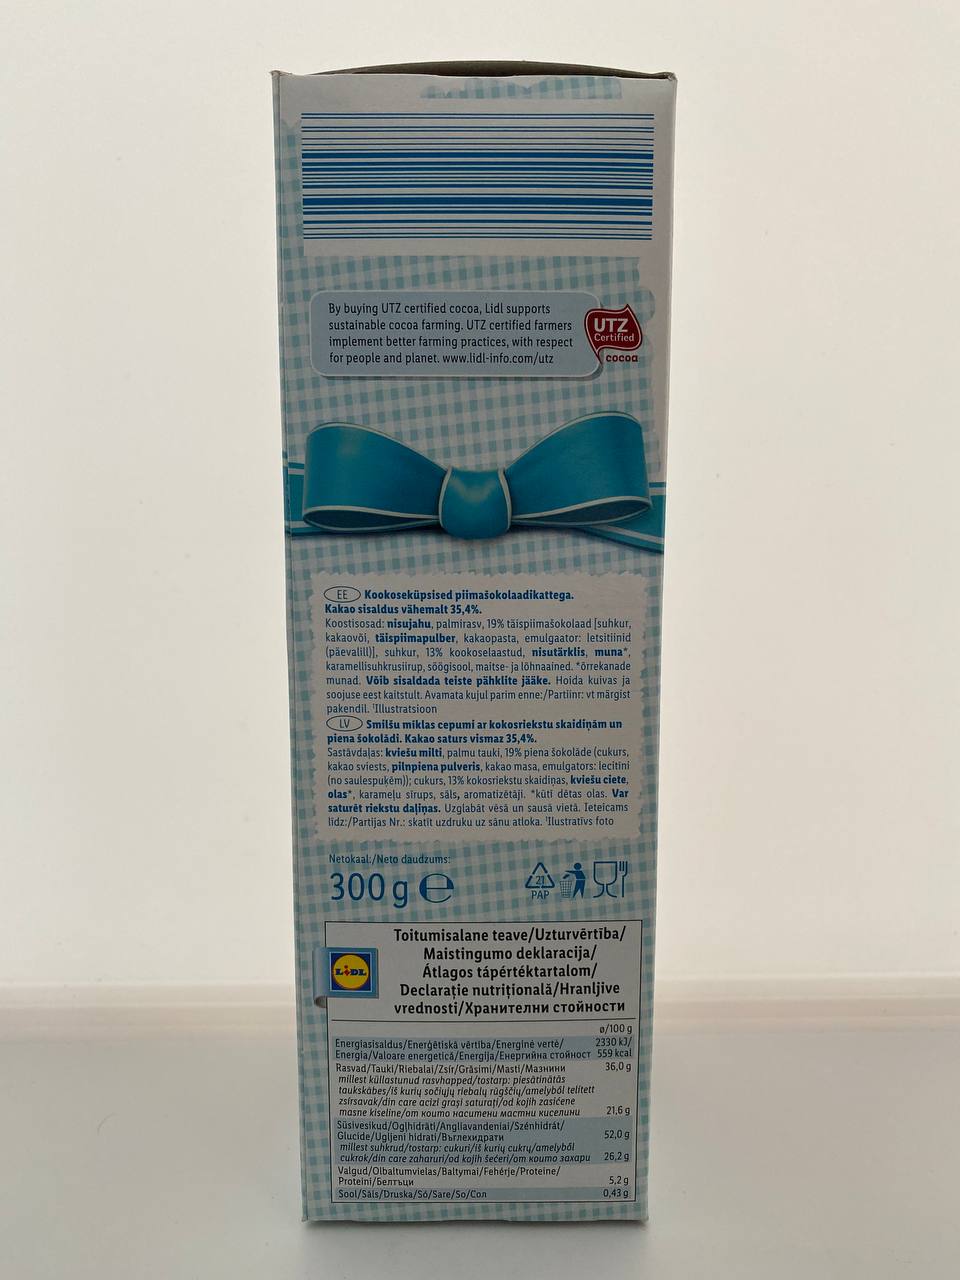 By buying UTZ certified cocoa, Lidl supports
sustainable cocoa farming. UTZ certified farmers
implement better farming practices, with respect
for people and planet. www.lidl-info.com/utz
UTZ
Certified
cocoa
EE Kookoseküpsised piimašokolaadikattega.
Kakao sisaldus vähemalt 35,4%.
Koostisosad: nisujahu, palmirasv, 19% täispiimašokolaad [suhkur,
kakaovõi, täispiimapulber, kakaopasta, emulgaator: letsitiinid
(päevalill)], suhkur, 13% kookoselaastud, nisutärklis, muna*,
karamellisuhkrusiirup, söögisool, maitse- ja lõhnaained. *õrrekanade
munad. Võib sisaldada teiste pähklite jääke. Hoida kuivas ja
soojuse eest kaitstult. Avamata kujul parim enne:/Partiinr: vt märgist
pakendil. ¹Illustratsioon
LV Smilšu mīklas cepumi ar kokosriekstu skaidiņām un
piena šokolādi. Kakao saturs vismaz 35,4%.
Sastāvdaļas: kviešu milti, palmu tauki, 19% piena šokolāde (cukurs,
kakao sviests, pilnpiena pulveris, kakao masa, emulgators: lecitīni
(no saulespuķēm)); cukurs, 13% kokosriekstu skaidiņas, kviešu ciete,
olas*, karameļu sīrups, sāls, aromatizētāji. *kūtī dētas olas. Var
saturēt riekstu daļiņas. Uzglabāt vēsā un sausā vietā. Ieteicams
līdz:/Partijas Nr.: skatīt uzdruku uz sānu atloka. ¹Ilustratīvs foto
Netokaal:/Neto daudzums:
300 g e
21
PAP
LIDL
Toitumisalane teave/Uzturvērtība/
Maistingumo deklaracija/
Átlagos tápértéktartalom/
Declarație nutrițională/Hranljive
vrednosti/Хранителни стойности
ø/100 g
Energiasisaldus/Enerģētiskā vērtība/Energinė vertė/ 2330 kJ/
Energia/Valoare energetică/Energija/Енергийна стойност 559 kcal
Rasvad/Tauki/Riebalai/Zsír/Grăsimi/Masti/Мазнини 36,0 g
millest küllastunud rasvhapped/tostarp: piesātinātās
taukskābes/iš kurių sočiųjų riebalų rūgščių/amelyből telített
zsírsavak/din care acizi grași saturați/od kojih zasićene
masne kiseline/от които наситени мастни киселини 21,6 g
Süsivesikud/Ogļhidrāti/Angliavandeniai/Szénhidrát/
Glucide/Ugljeni hidrati/Въглехидрати 52,0 g
millest suhkrud/tostarp: cukuri/iš kurių cukrų/amelyből
cukrok/din care zaharuri/od kojih šećeri/от които захари 26,2 g
Valgud/Olbaltumvielas/Baltymai/Fehérje/Proteine/
Proteini/Белтъци 5,2 g
Sool/Sāls/Druska/Só/Sare/So/Сол 0,43 g